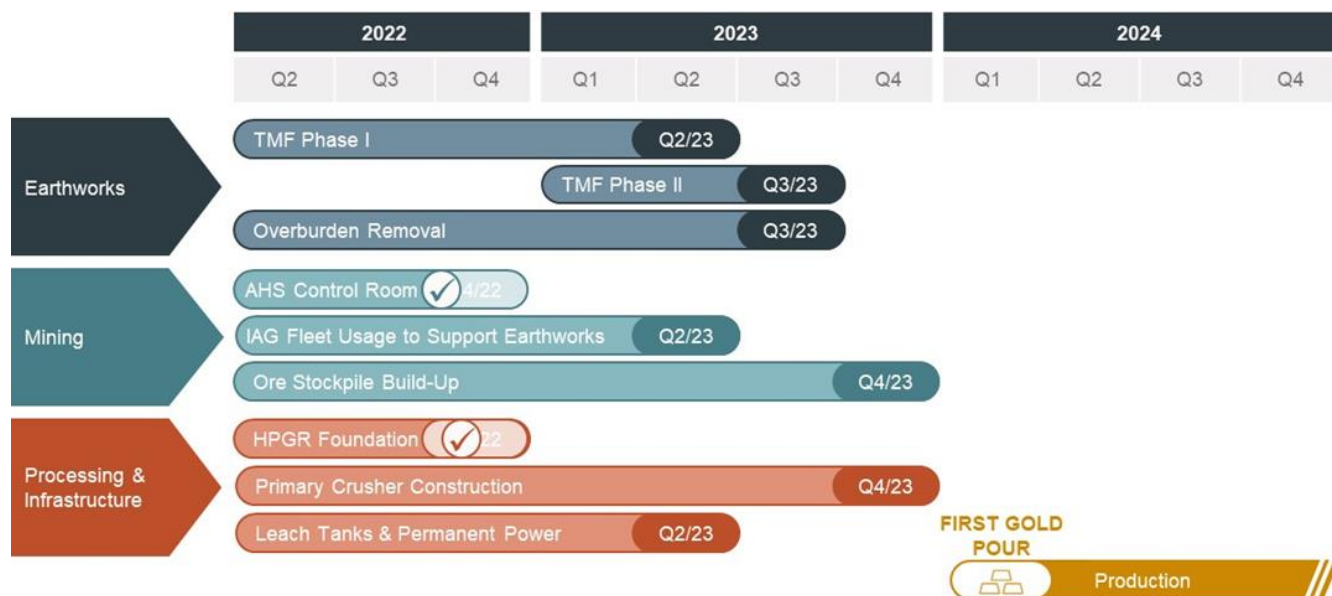 2022 2023 2024
Q2 Q3 Q4 Q1 Q2 Q3 Q4 Q1 Q2 Q3 Q4
Earthworks
TMF Phase I Q2/23
TMF Phase II Q3/23
Overburden Removal Q3/23
Mining
AHS Control Room 4/22
IAG Fleet Usage to Support Earthworks Q2/23
Ore Stockpile Build-Up Q4/23
Processing &
Infrastructure
HPGR Foundation 22
Primary Crusher Construction Q4/23
Leach Tanks & Permanent Power Q2/23
FIRST GOLD
POUR
Production